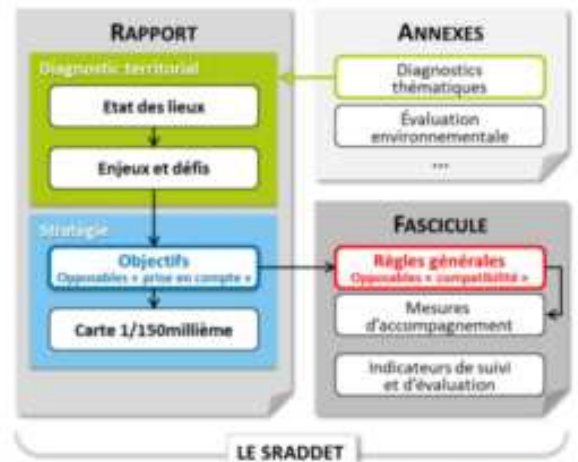 RAPPORT
Diagnostic territorial
Etat des lieux
Enjeux et défis
Stratégie
Objectifs
Opposables « prise en compte »
Carte 1/150millième
ANNEXES
Diagnostics
thématiques
Évaluation
environnementale
...
FASCICULE
Règles générales
Opposables « compatibilité »
Mesures
d'accompagnement
Indicateurs de suivi
et d'évaluation
LE SRADDET